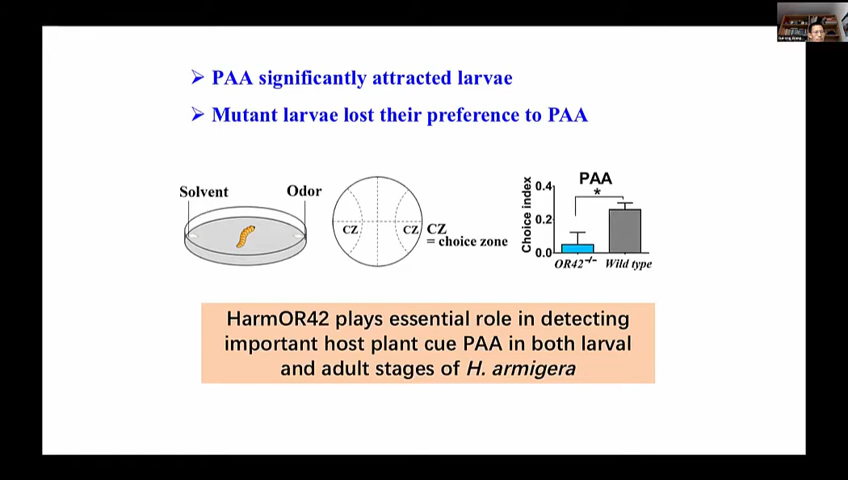 PAA significantly attracted larvae
Mutant larvae lost their preference to PAA
Solvent
Odor
CZ
CZ
CZ
= choice zone
PAA
*
Choice index
0.4
0.2
0.0
OR42-/-
Wild type
HarmOR42 plays essential role in detecting
important host plant cue PAA in both larval
and adult stages of H. armigera